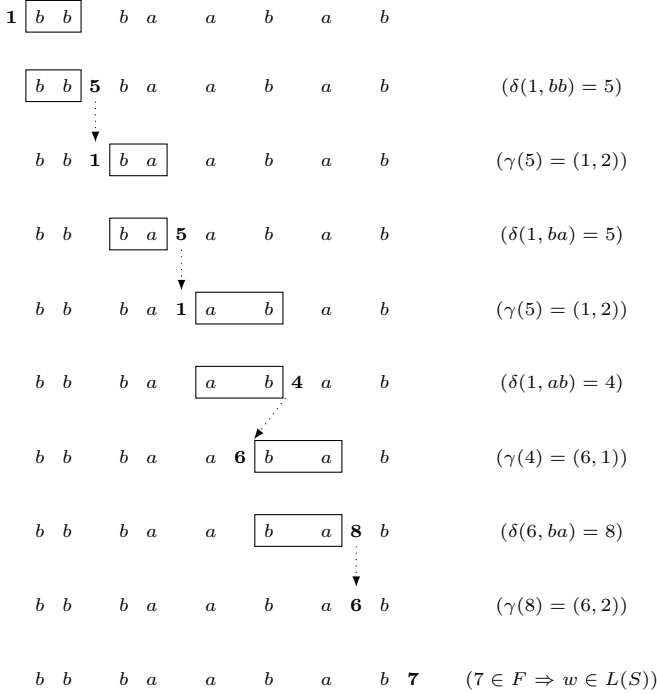 1 b b b a a b a b
b b 5 b a a b a b (δ(1, bb) = 5)
b b 1 b a a b a b (γ(5) = (1, 2))
b b b a 5 a b a b (δ(1, ba) = 5)
b b b a 1 a b a b (γ(5) = (1, 2))
b b b a a b 4 a b (δ(1, ab) = 4)
b b b a a 6 b a b (γ(4) = (6, 1))
b b b a a b a 8 b (δ(6, ba) = 8)
b b b a a b a 6 b (γ(8) = (6, 2))
b b b a a b a b 7 (7 ∈ F ⇒ w ∈ L(S))